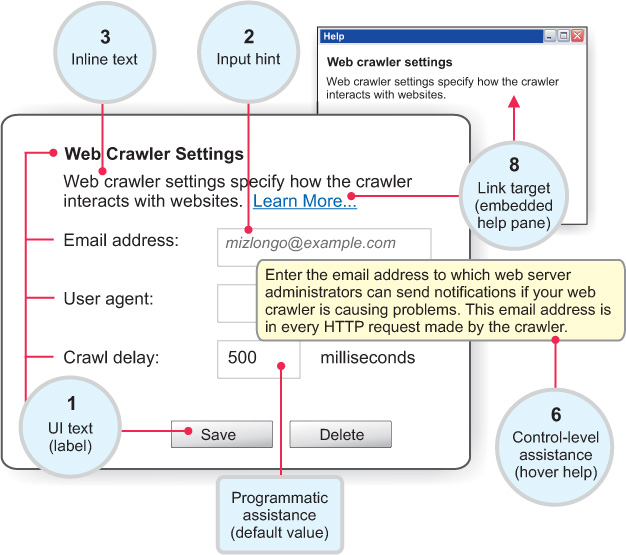 3
Inline text
2
Input hint
Help
Web crawler settings
Web crawler settings specify how the crawler
interacts with websites.
8
Link target
(embedded
help pane)
Web Crawler Settings
Web crawler settings specify how the crawler
interacts with websites. Learn More...
Email address: mizlongo@example.com
Enter the email address to which web server
administrators can send notifications if your web
crawler is causing problems. This email address is
in every HTTP request made by the crawler.
User agent:
Crawl delay: 500 milliseconds
1
UI text
(label)
Save Delete
6
Control-level
assistance
(hover help)
Programmatic
assistance
(default value)